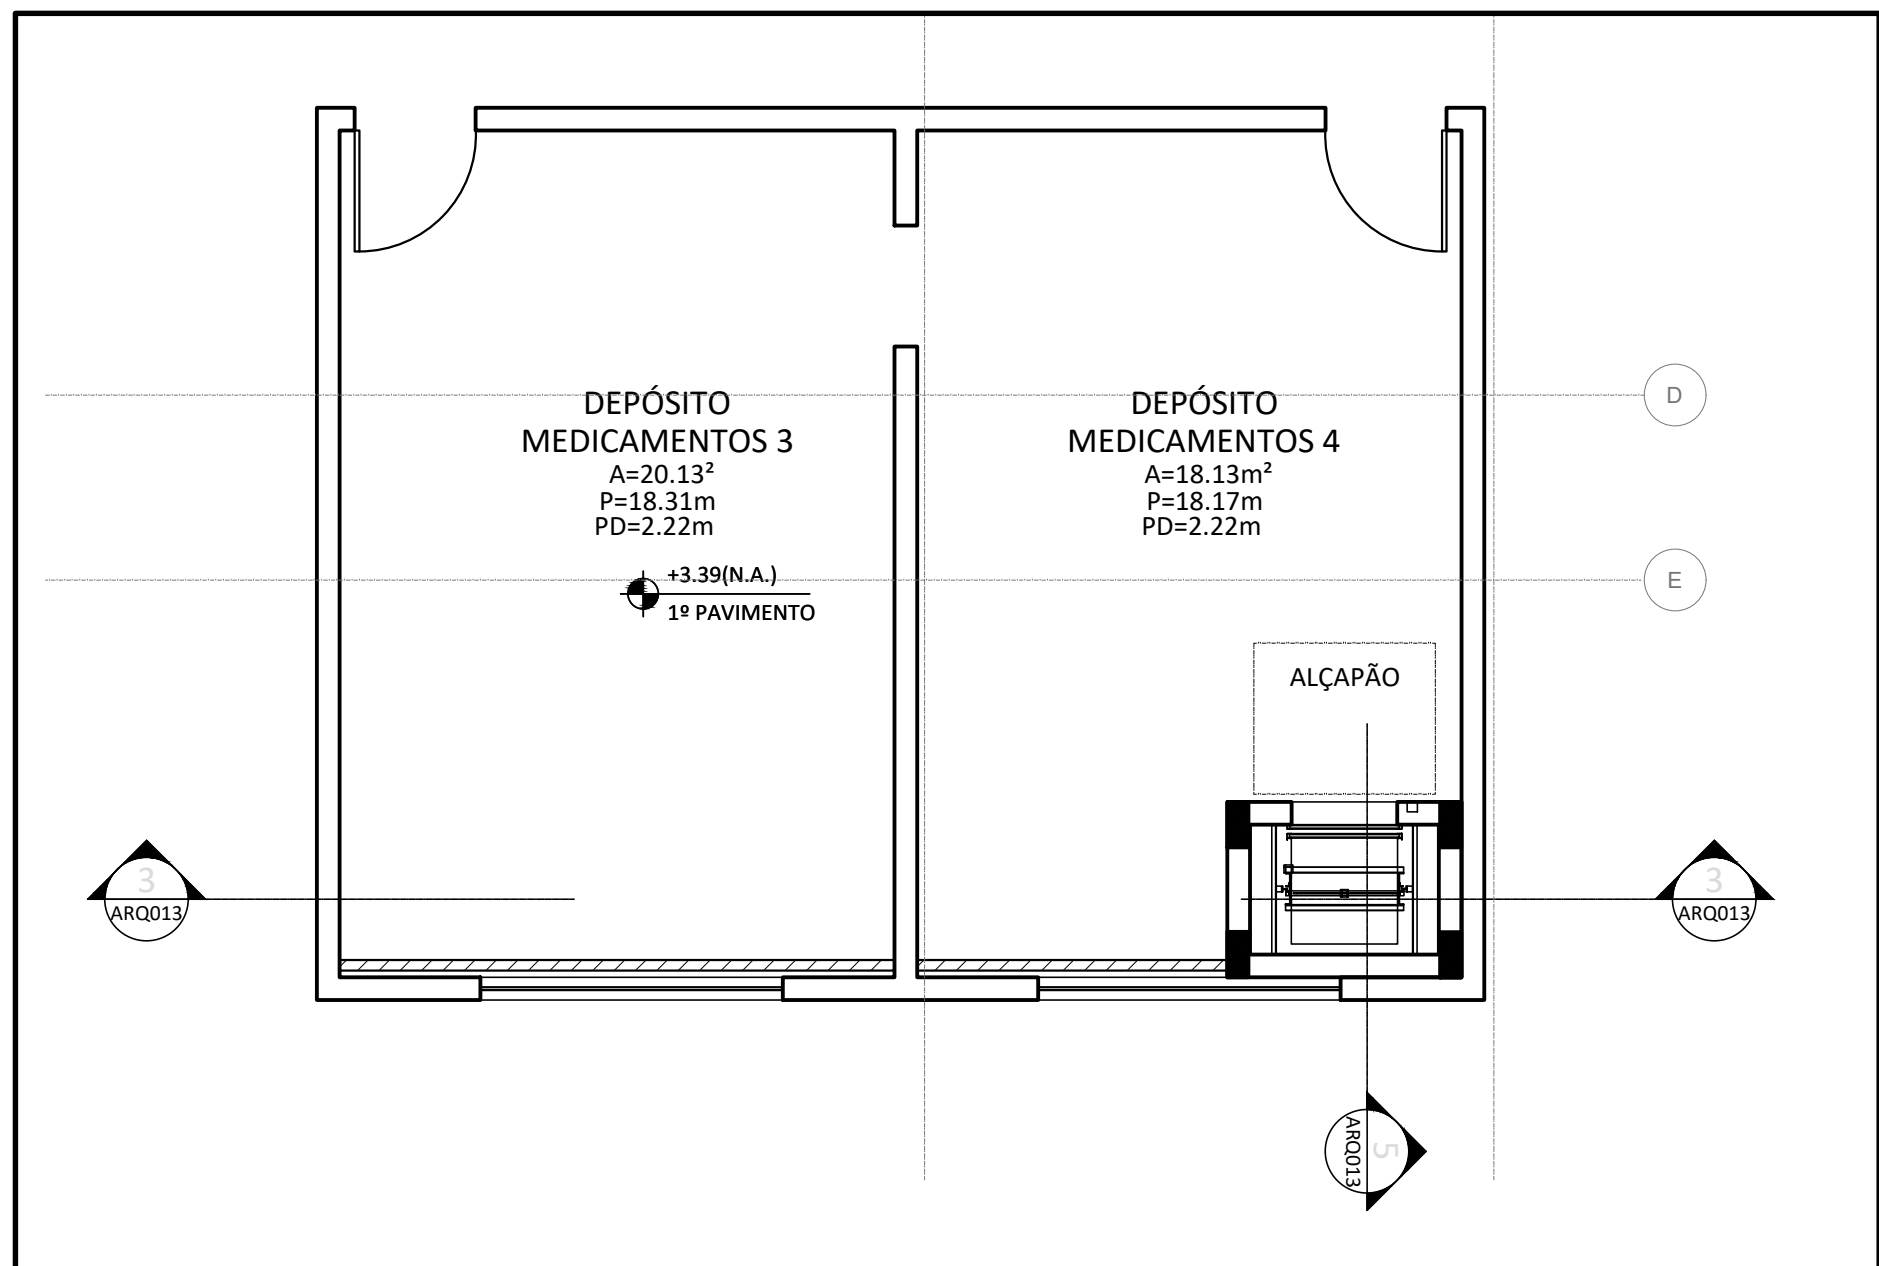 DEPÓSITO
MEDICAMENTOS 3
A=20.13²
P=18.31m
PD=2.22m
+3.39(N.A.)
1º PAVIMENTO
DEPÓSITO
MEDICAMENTOS 4
A=18.13m²
P=18.17m
PD=2.22m
D
E
ALÇAPÃO
3
ARQ013
3
ARQ013
5
ARQ013